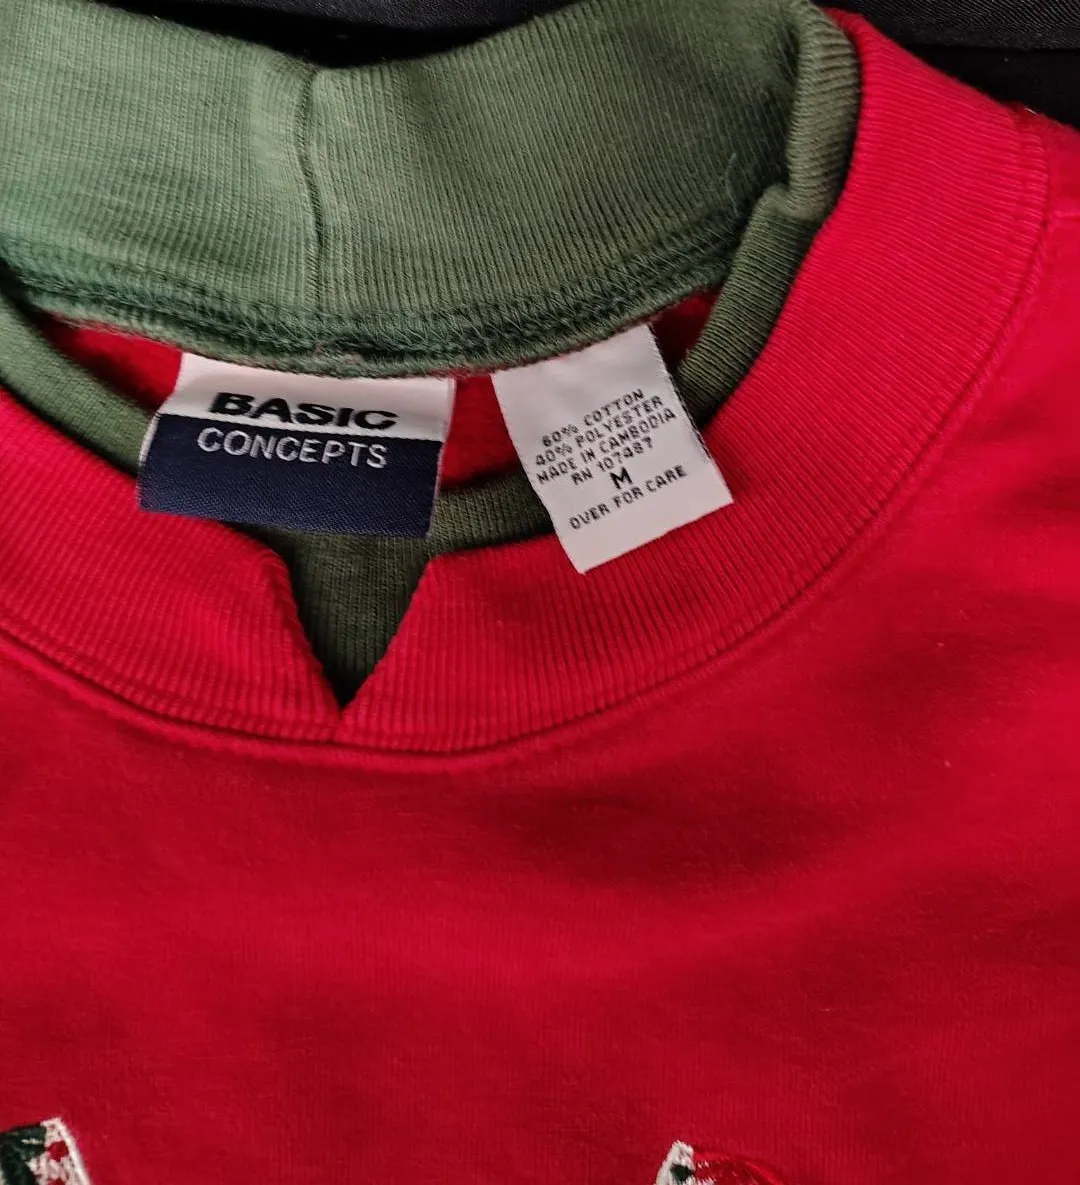 BASIC
CONCEPTS
60% COTTON
40% POLYESTER
MADE IN CAMBODIA
RN 107487
M
OVER FOR CARE